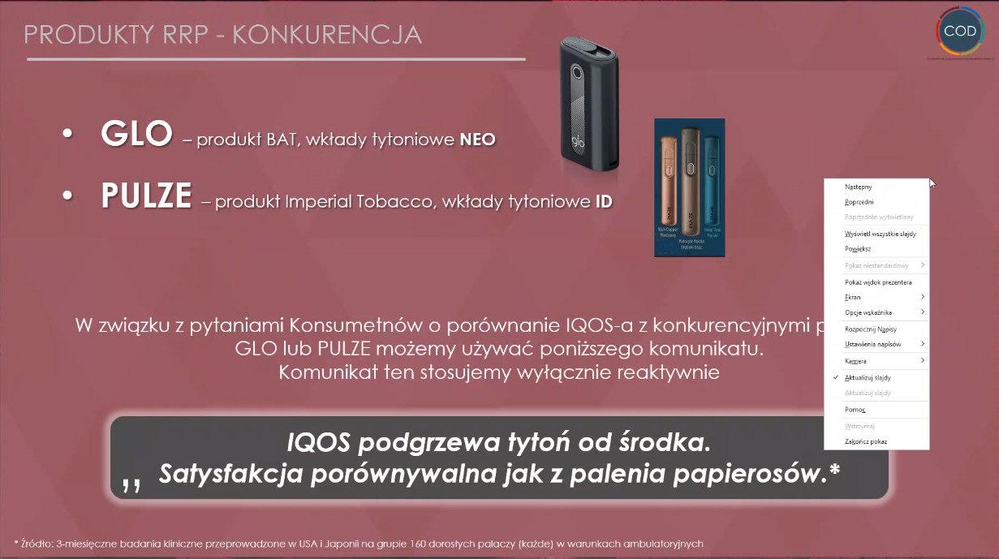 PRODUKTY RRP - KONKURENCJA
COD
• GLO – produkt BAT, wkłady tytoniowe NEO
glo
• PULZE – produkt Imperial Tobacco, wkłady tytoniowe ID
PULZE
W związku z pytaniami Konsumetnów o porównanie IQOS-a z konkurencyjnymi p
GLO lub PULZE możemy używać poniższego komunikatu.
Komunikat ten stosujemy wyłącznie reaktywnie
IQOS podgrzewa tytoń od środka.
,, Satysfakcja porównywalna jak z palenia papierosów.*
* Źródło: 3-miesięczne badania kliniczne przeprowadzone w USA i Japonii na grupie 160 dorosłych palaczy (każde) w warunkach ambulatoryjnych
Następny
Poprzedni
Poprzednio wyświetlany
Wyświetl wszystkie slajdy
Powiększ
Pokaz niestandardowy
Pokaż widok prezentera
Ekran
Opcje wskaźnika
Rozpocznij Napisy
Ustawienia napisów
Kamera
Aktualizuj slajdy
Aktualizuj slajdy
Pomoc
Wstrzymaj
Zakończ pokaz